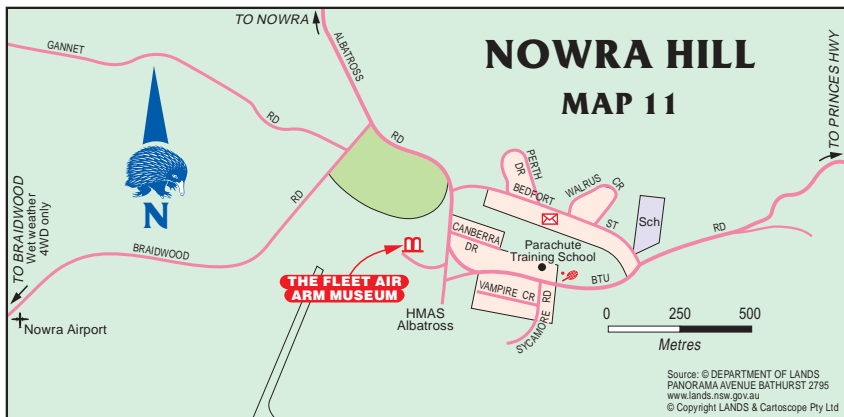 TO NOWRA
GANNET
RD
ALBATROSS
RD
NOWRA HILL
MAP 11
TO PRINCES HWY
N
TO BRAIDWOOD
Wet weather
4WD only
BRAIDWOOD
RD
PERTH
DR
BEDFORT
ST
WALRUS
CR
Sch
RD
CANBERRA
DR
Parachute
Training School
BTU
THE FLEET AIR
ARM MUSEUM
VAMPIRE CR
SYCAMORE RD
HMAS
Albatross
Nowra Airport
0 250 500
Metres
Source: © DEPARTMENT OF LANDS
PANORAMA AVENUE BATHURST 2795
www.lands.nsw.gov.au
© Copyright LANDS & Cartoscope Pty Ltd